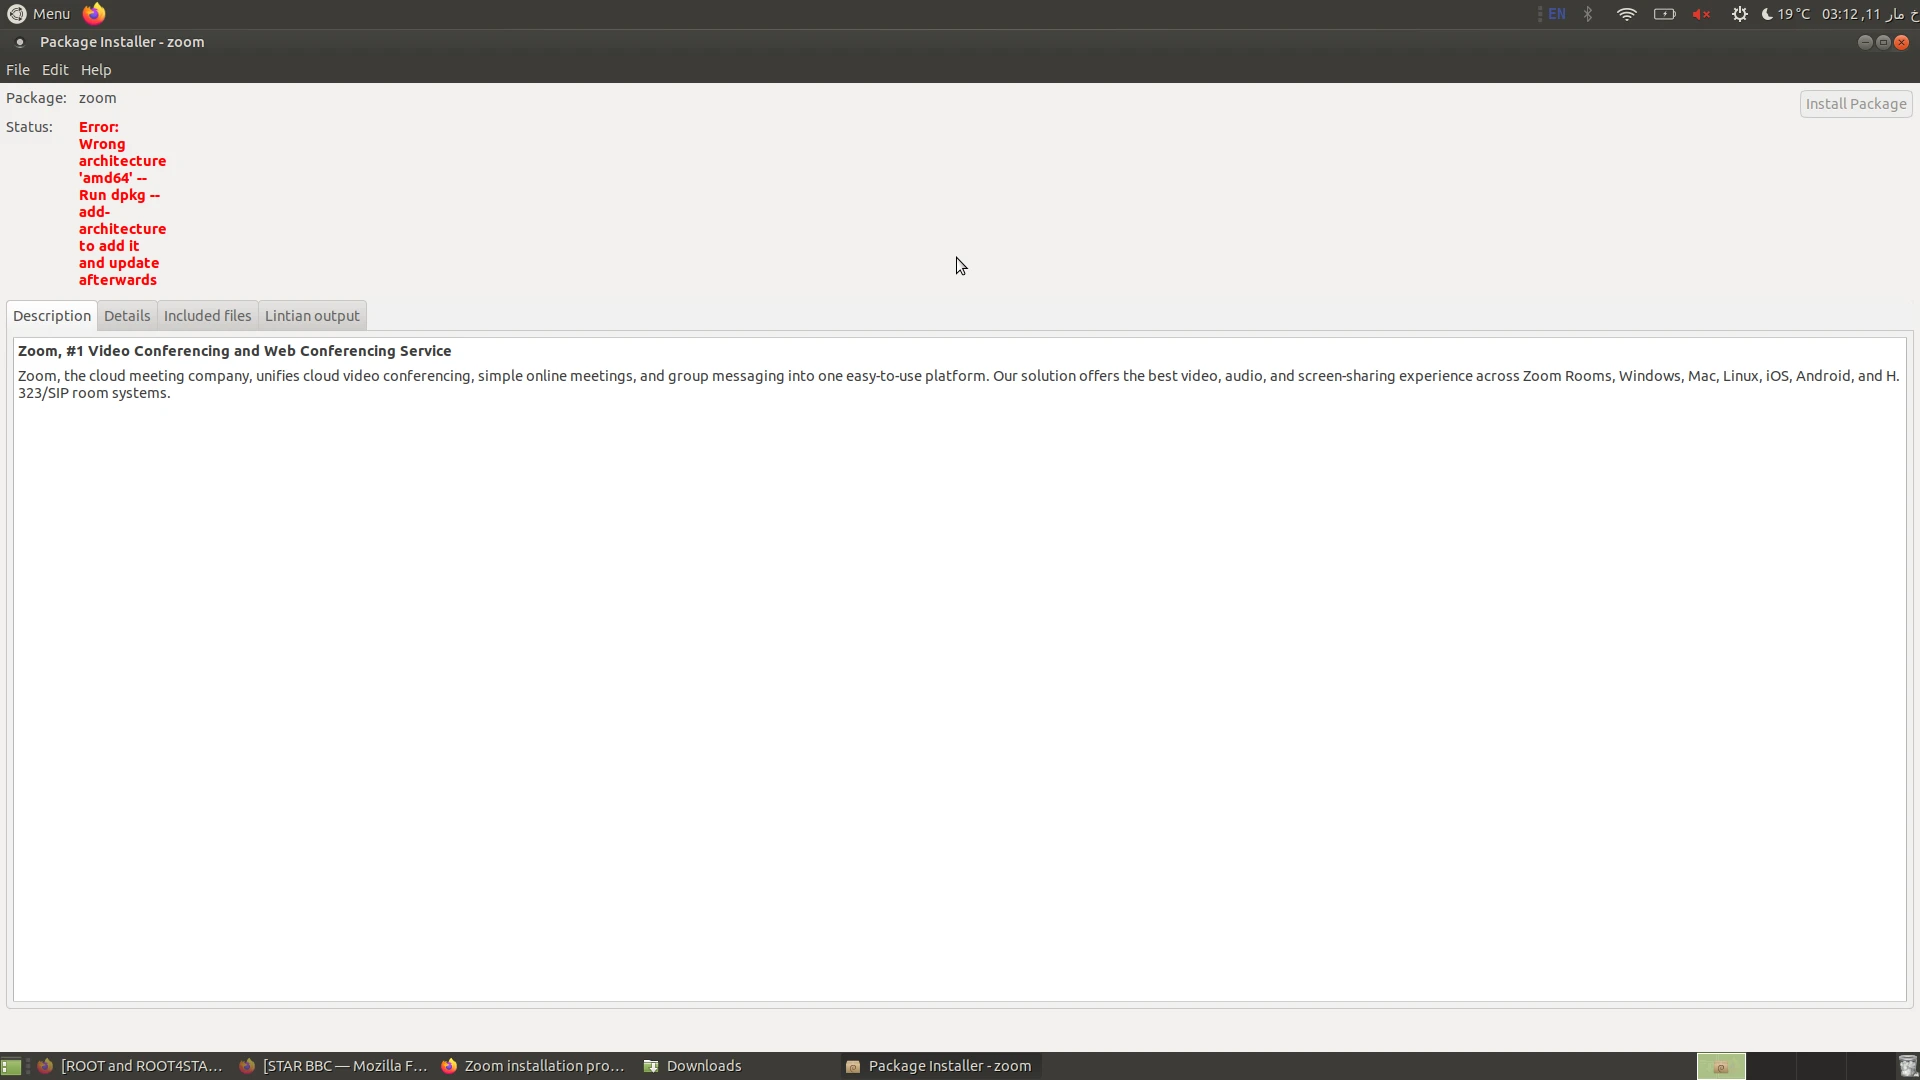 Menu
EN
19 °C
03:12 ,11 مار خ
Package Installer - zoom
File Edit Help
Package: zoom
Install Package
Status: Error:
Wrong
architecture
'amd64' --
Run dpkg --
add-
architecture
to add it
and update
afterwards
Description Details Included files Lintian output
Zoom, #1 Video Conferencing and Web Conferencing Service
Zoom, the cloud meeting company, unifies cloud video conferencing, simple online meetings, and group messaging into one easy-to-use platform. Our solution offers the best video, audio, and screen-sharing experience across Zoom Rooms, Windows, Mac, Linux, iOS, Android, and H.
323/SIP room systems.
[ROOT and ROOT4STA... [STAR BBC — Mozilla F... Zoom installation pro... Downloads Package Installer - zoom